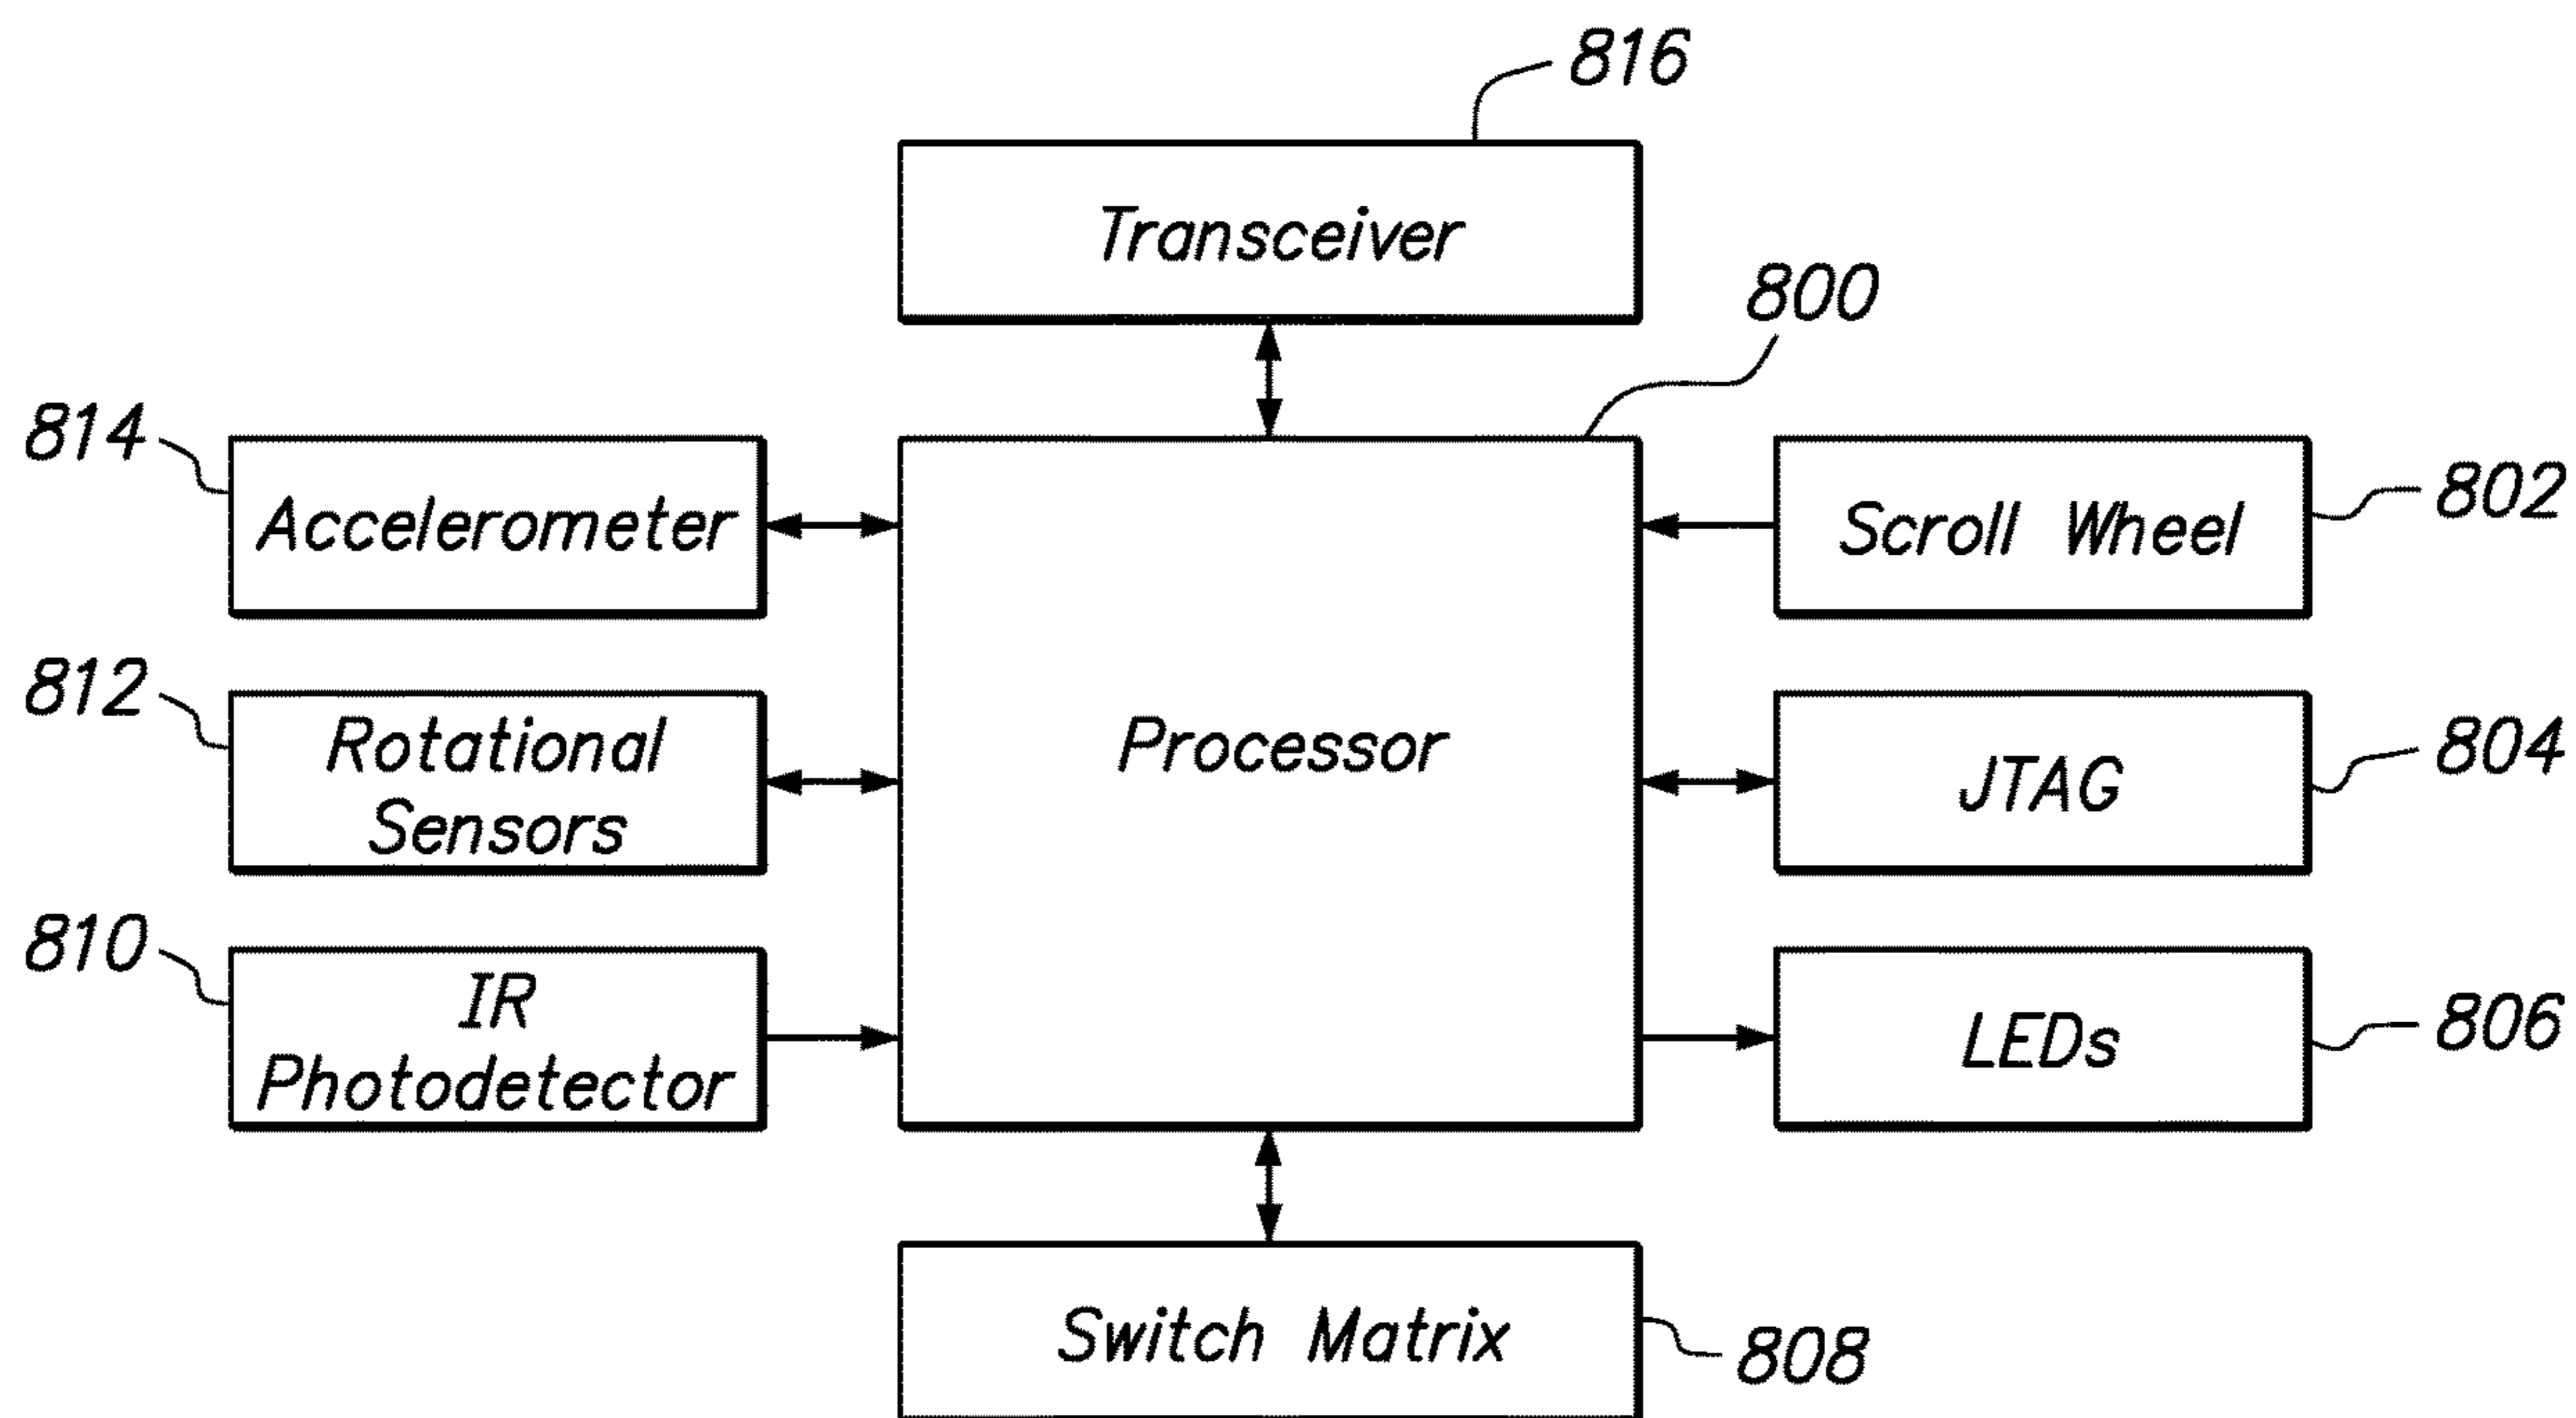 816
Transceiver
800
814
Accelerometer
Scroll Wheel
802
812
Rotational
Sensors
Processor
JTAG
804
810
IR
Photodetector
LEDs
806
Switch Matrix
808